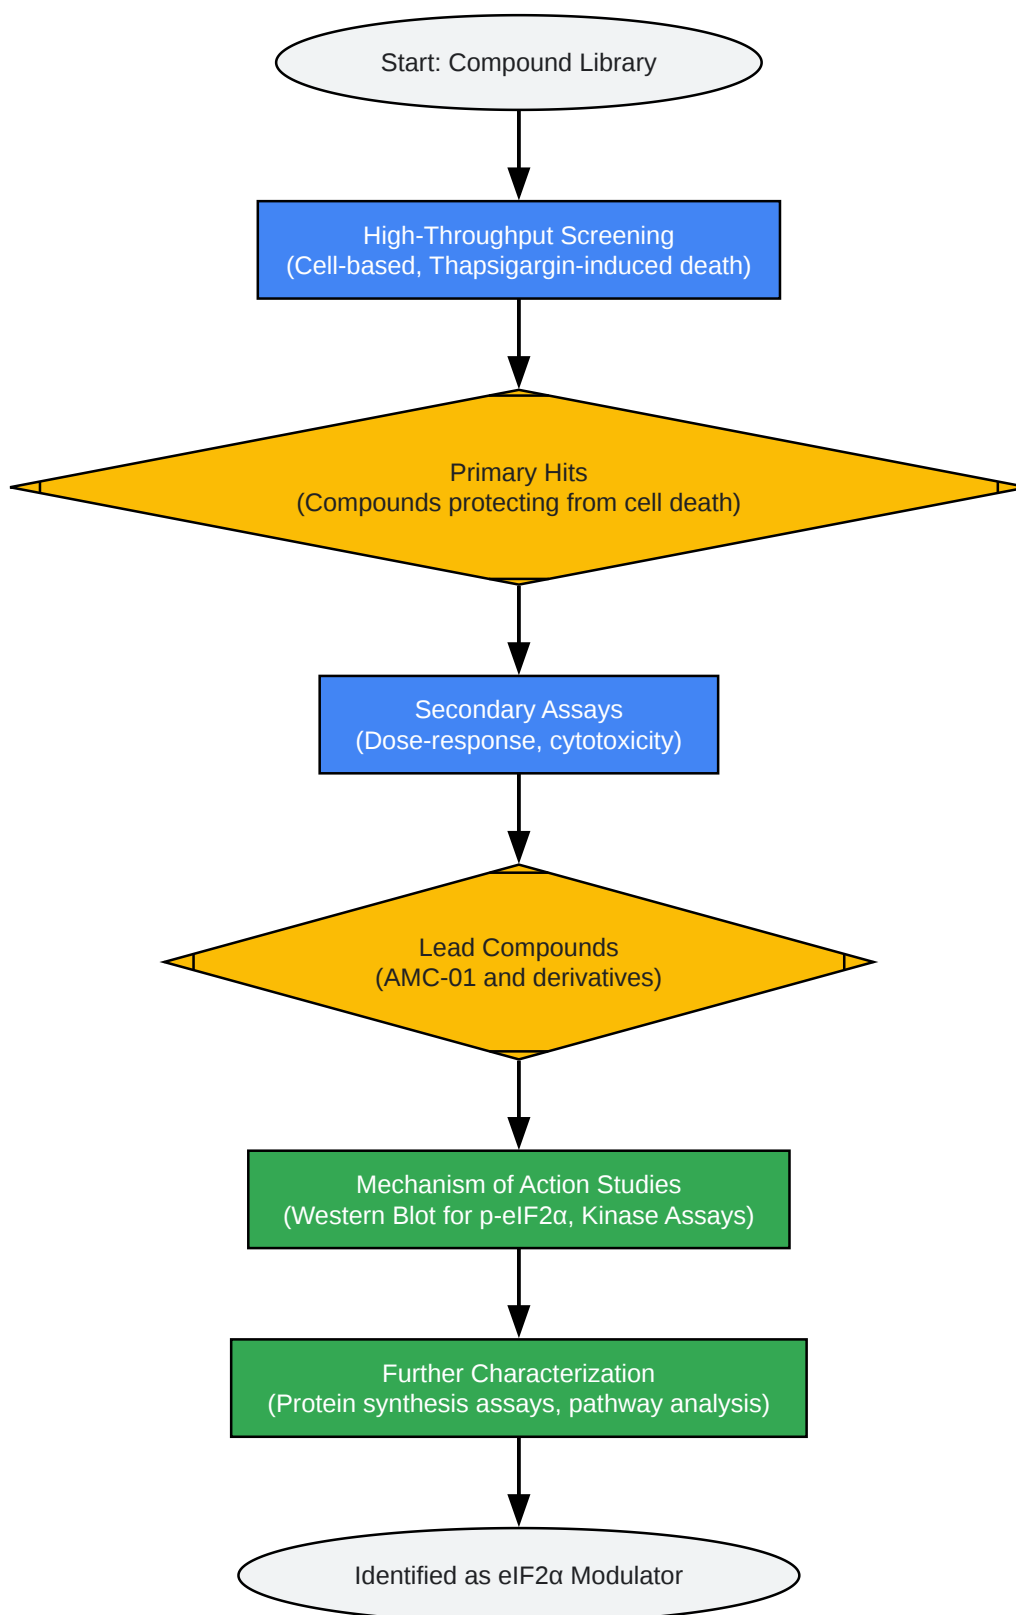 Start: Compound Library
High-Throughput Screening
(Cell-based, Thapsigargin-induced death)
Primary Hits
(Compounds protecting from cell death)
Secondary Assays
(Dose-response, cytotoxicity)
Lead Compounds
(AMC-01 and derivatives)
Mechanism of Action Studies
(Western Blot for p-eIF2α, Kinase Assays)
Further Characterization
(Protein synthesis assays, pathway analysis)
Identified as eIF2α Modulator